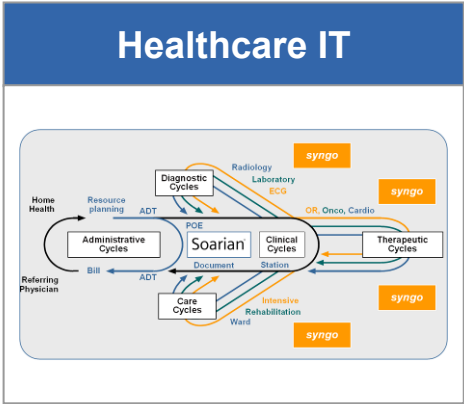 Healthcare IT
syngo
Radiology
Diagnostic
Cycles
Laboratory
ECG
syngo
Home
Health
Resource
planning
ADT
OR, Onco, Cardio
POE
Administrative
Cycles
Soarian
Clinical
Cycles
Therapeutic
Cycles
Bill
ADT
Document
Station
Referring
Physician
Care
Cycles
Intensive
Rehabilitation
Ward
syngo
syngo